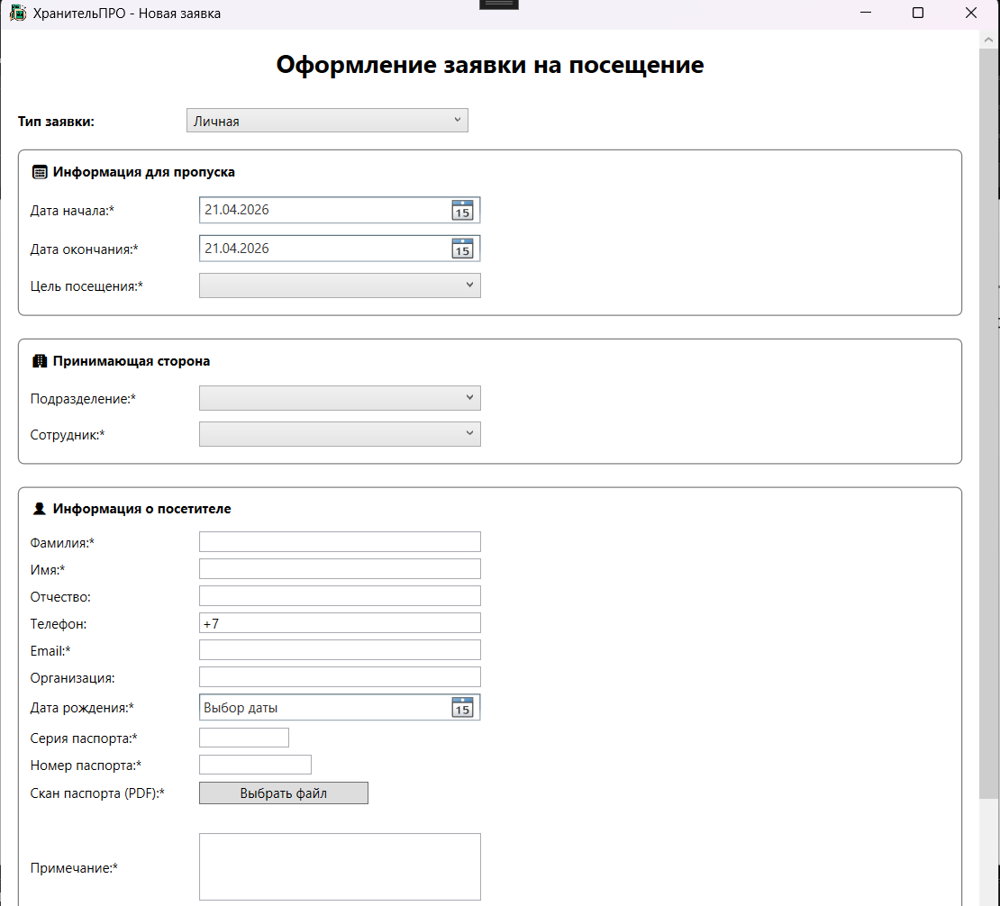 ХранительПРО - Новая заявка
Оформление заявки на посещение
Тип заявки: Личная
Информация для пропуска
Дата начала:* 21.04.2026 15
Дата окончания:* 21.04.2026 15
Цель посещения:*
Принимающая сторона
Подразделение:*
Сотрудник:*
Информация о посетителе
Фамилия:*
Имя:*
Отчество:
Телефон: +7
Email:*
Организация:
Дата рождения:* Выбор даты 15
Серия паспорта:*
Номер паспорта:*
Скан паспорта (PDF):* Выбрать файл
Примечание:*